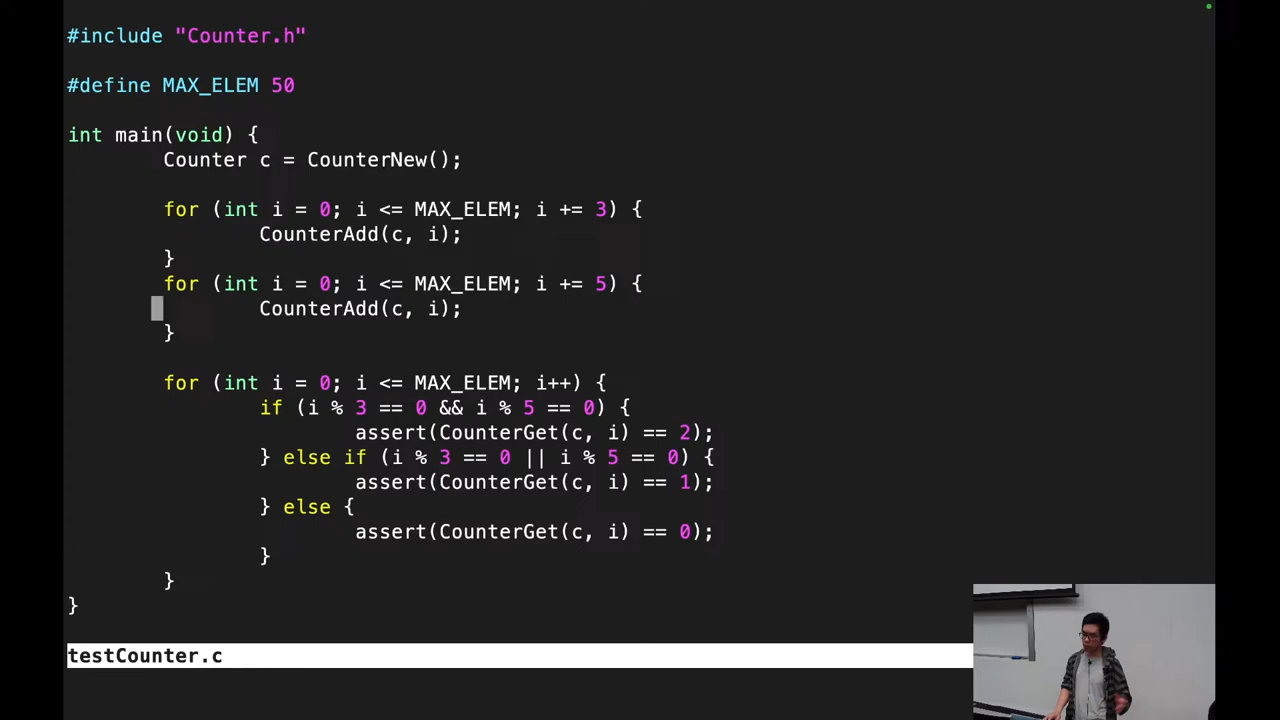 #include "Counter.h"
#define MAX_ELEM 50
int main(void) {
Counter c = CounterNew();
for (int i = 0; i <= MAX_ELEM; i += 3) {
CounterAdd(c, i);
}
for (int i = 0; i <= MAX_ELEM; i += 5) {
CounterAdd(c, i);
}
for (int i = 0; i <= MAX_ELEM; i++) {
if (i % 3 == 0 && i % 5 == 0) {
assert(CounterGet(c, i) == 2);
} else if (i % 3 == 0 || i % 5 == 0) {
assert(CounterGet(c, i) == 1);
} else {
assert(CounterGet(c, i) == 0);
}
}
}
testCounter.c